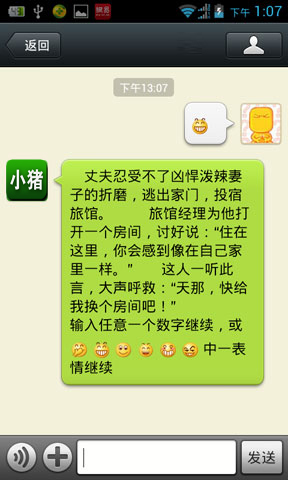 下午 1:07
返回
下午13:07
小猪
丈夫忍受不了凶悍泼辣妻
子的折磨，逃出家门，投宿
旅馆。 旅馆经理为他打
开一个房间，讨好说：“住在
这里，你会感到像在自己家
里一样。” 这人一听此
言，大声呼救：“天那，快给
我换个房间吧！”
输入任意一个数字继续，或
中一表
情继续
发送